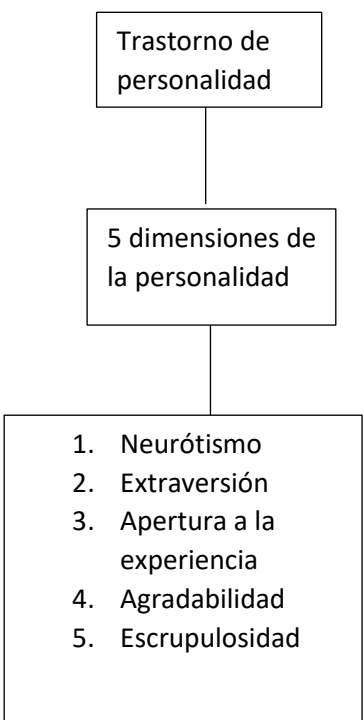 Trastorno de
personalidad
5 dimensiones de
la personalidad
1. Neurótismo
2. Extraversión
3. Apertura a la
experiencia
4. Agradabilidad
5. Escrupulosidad